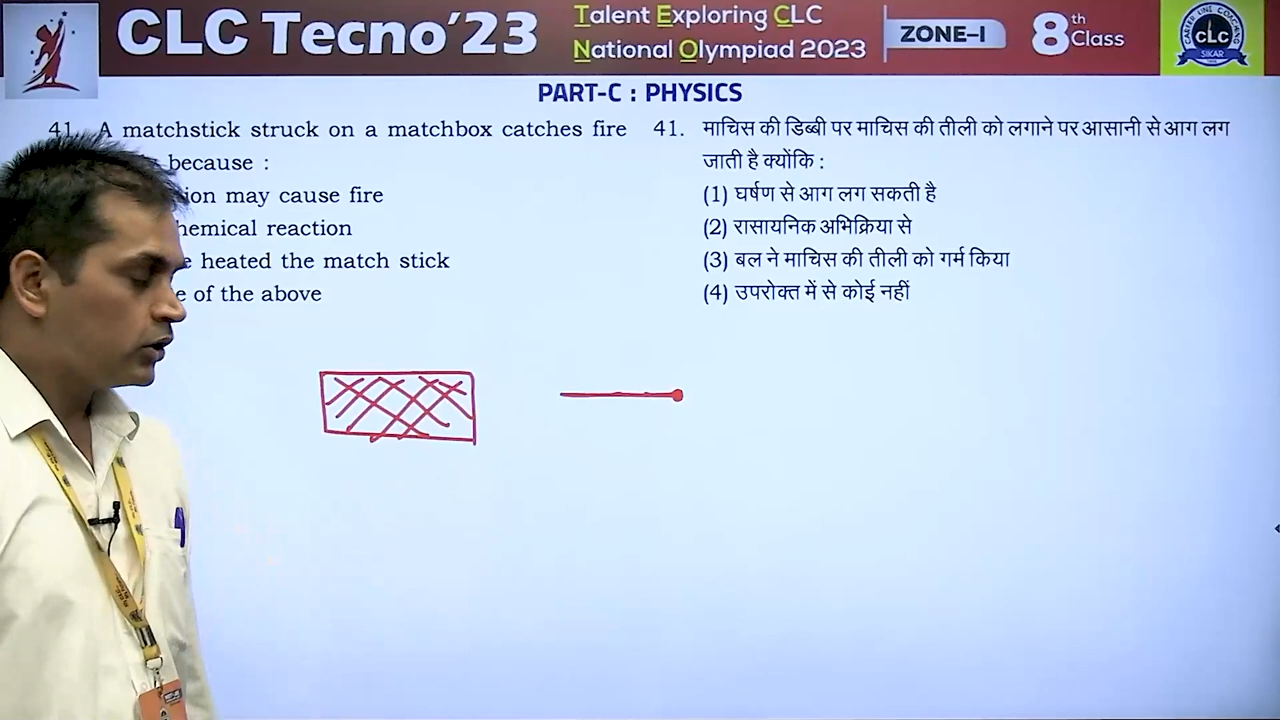 CLC Tecno'23
Talent Exploring CLC
National Olympiad 2023
ZONE–I
8th Class
CAREER LINE COACHING
CLC
SIKAR
PART-C : PHYSICS
41. A matchstick struck on a matchbox catches fire
because :
ion may cause fire
hemical reaction
e heated the match stick
e of the above
41. माचिस की डिब्बी पर माचिस की तीली को लगाने पर आसानी से आग लग
जाती है क्योंकि :
(1) घर्षण से आग लग सकती है
(2) रासायनिक अभिक्रिया से
(3) बल ने माचिस की तीली को गर्म किया
(4) उपरोक्त में से कोई नहीं